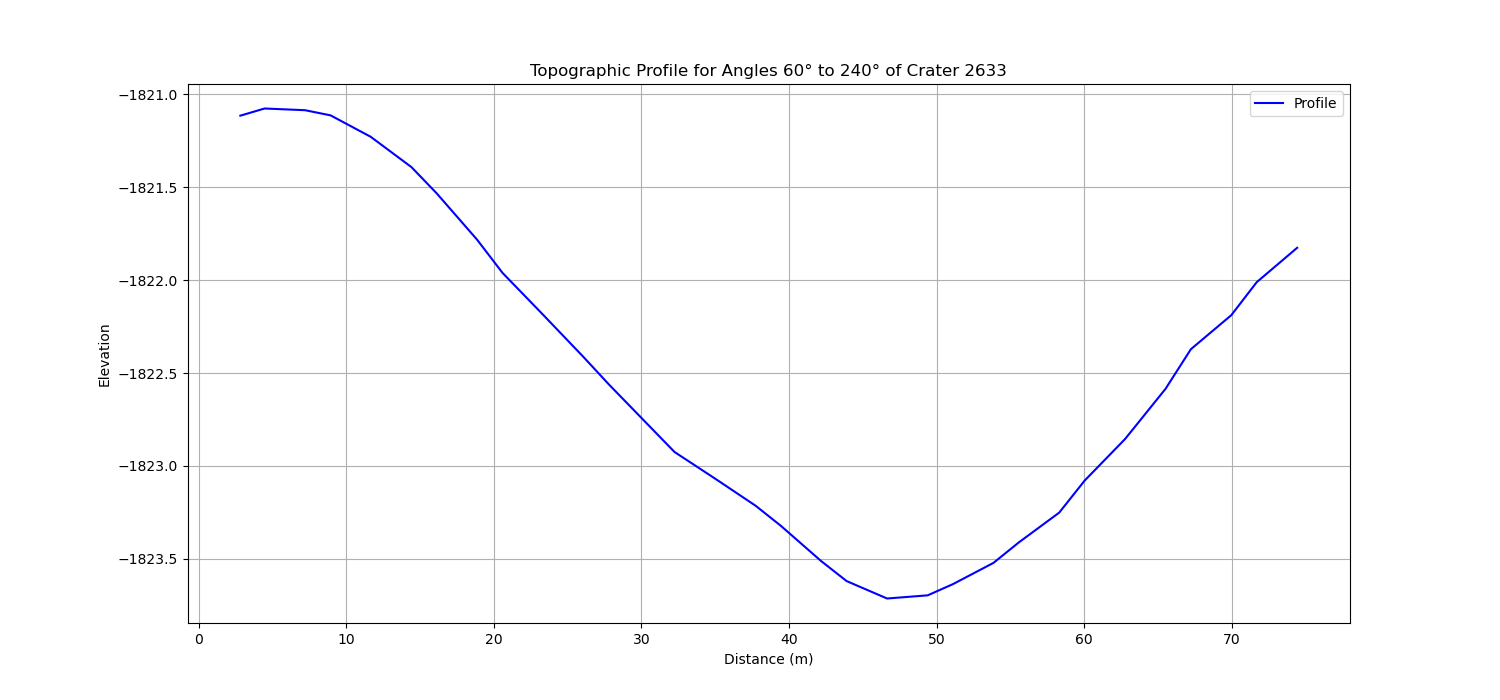 Topographic Profile for Angles 60° to 240° of Crater 2633
Profile
−1821.0
−1821.5
−1822.0
−1822.5
−1823.0
−1823.5
Elevation
0 10 20 30 40 50 60 70
Distance (m)